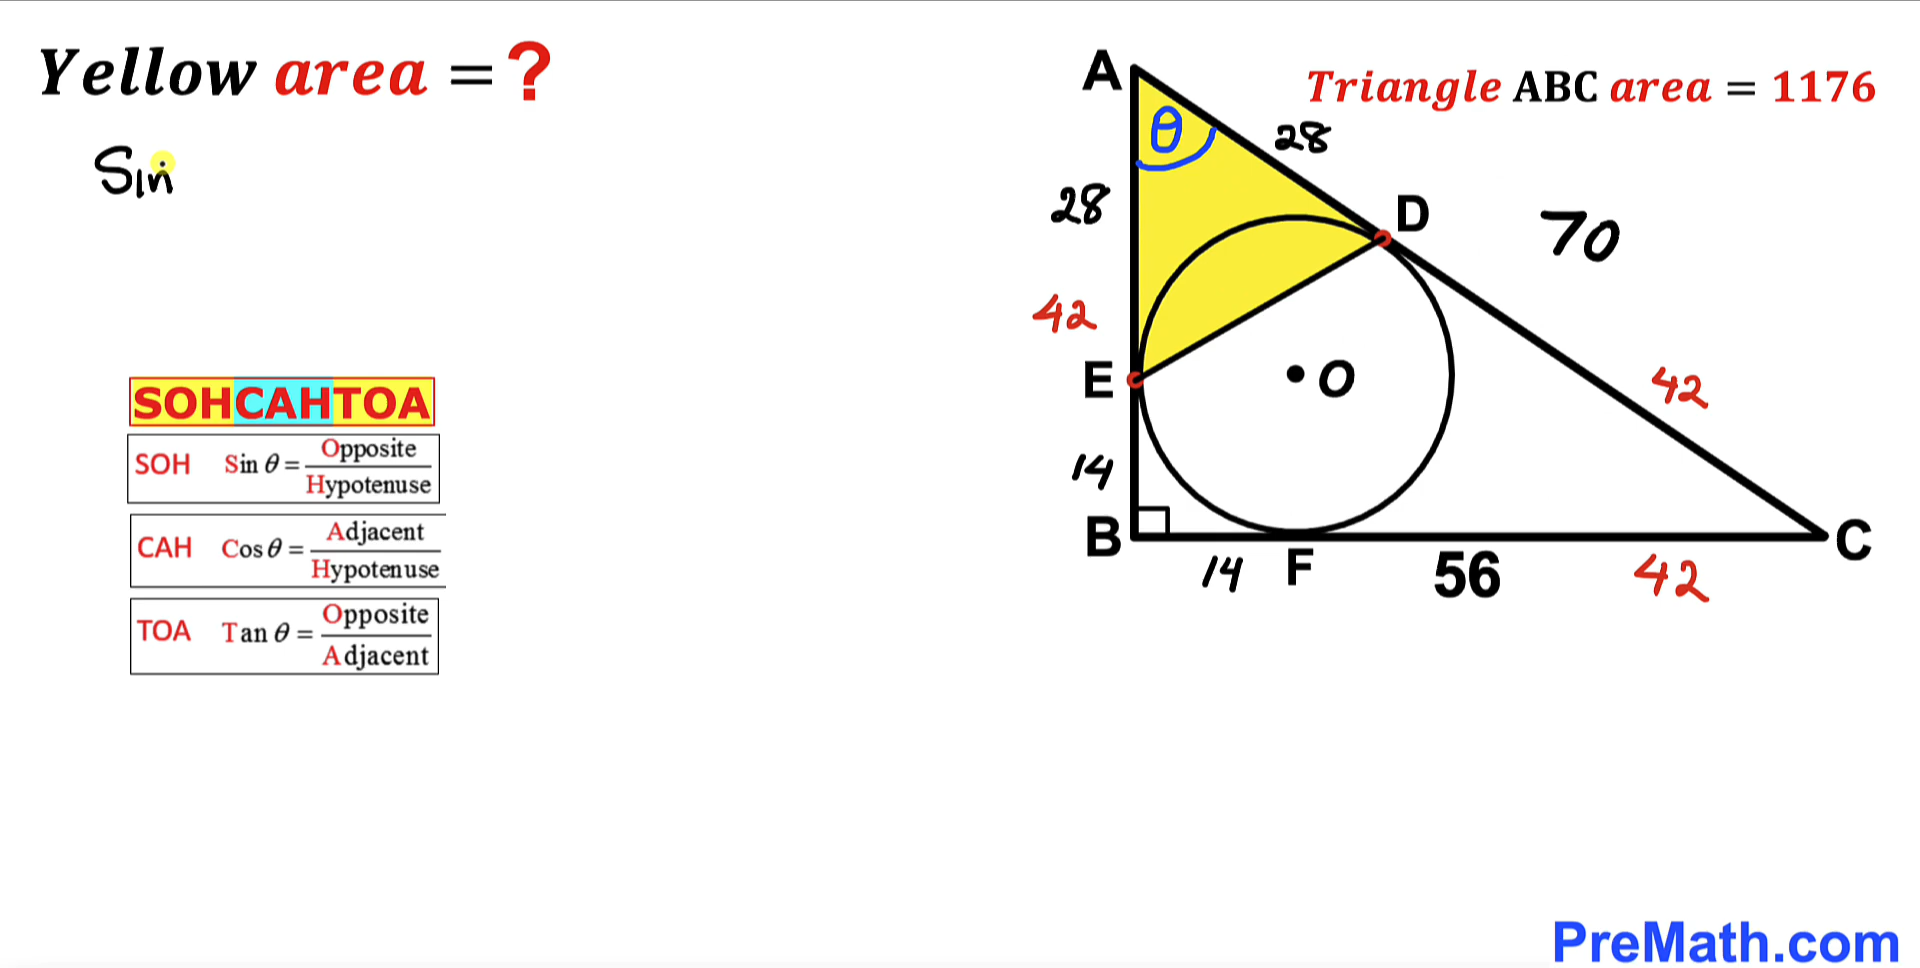 Yellow area = ?
Sin
SOHCAHTOA
SOH Sin θ = Opposite / Hypotenuse
CAH Cos θ = Adjacent / Hypotenuse
TOA Tan θ = Opposite / Adjacent
Triangle ABC area = 1176
A
θ
28
28
D
70
42
E
O
42
14
B
C
14
F
56
42
PreMath.com